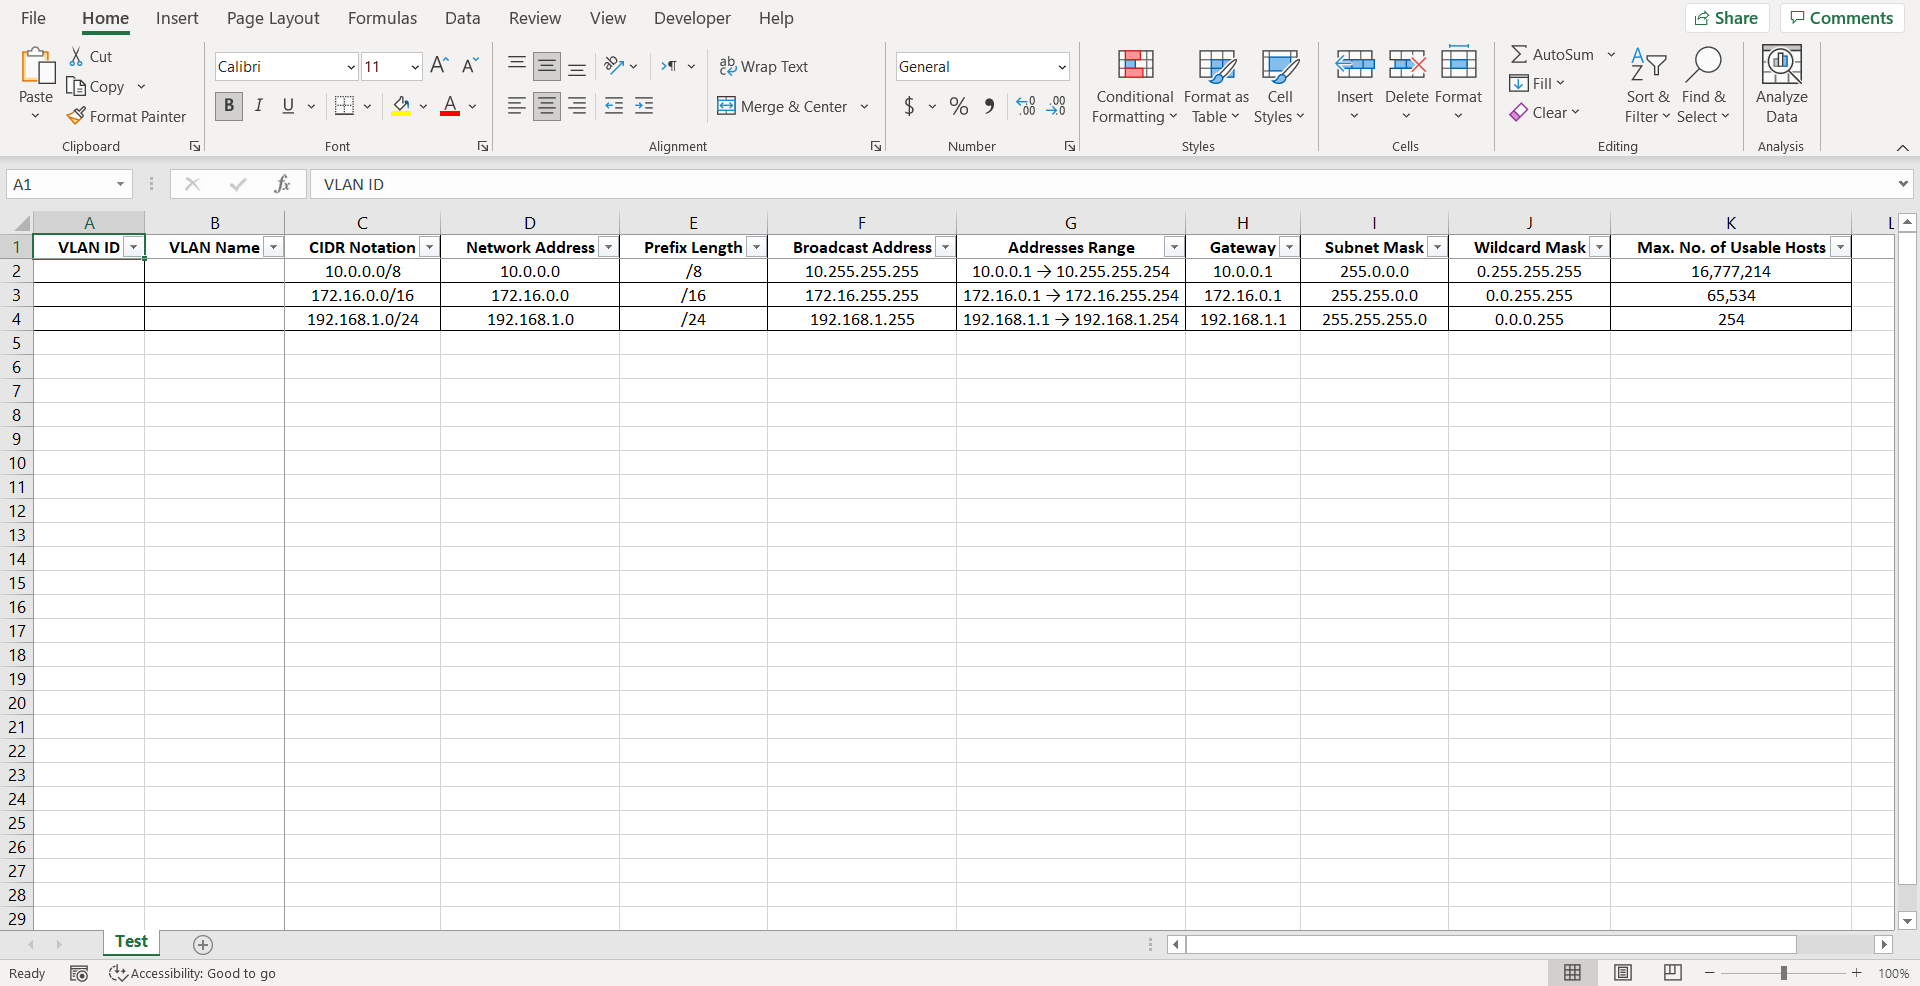 File Home Insert Page Layout Formulas Data Review View Developer Help Share Comments
Paste Cut Copy Format Painter
Clipboard
Calibri 11
B I U A
Font
ab Wrap Text
Merge & Center
Alignment
General
$ % 9 .00 .0
Number
Conditional Formatting Format as Table Cell Styles
Styles
Insert Delete Format
Cells
AutoSum Fill Clear
Sort & Filter Find & Select
Editing
Analyze Data
Analysis
A1 fx VLAN ID
A B C D E F G H I J K L
1 VLAN ID VLAN Name CIDR Notation Network Address Prefix Length Broadcast Address Addresses Range Gateway Subnet Mask Wildcard Mask Max. No. of Usable Hosts
2 10.0.0.0/8 10.0.0.0 /8 10.255.255.255 10.0.0.1 → 10.255.255.254 10.0.0.1 255.0.0.0 0.255.255.255 16,777,214
3 172.16.0.0/16 172.16.0.0 /16 172.16.255.255 172.16.0.1 → 172.16.255.254 172.16.0.1 255.255.0.0 0.0.255.255 65,534
4 192.168.1.0/24 192.168.1.0 /24 192.168.1.255 192.168.1.1 → 192.168.1.254 192.168.1.1 255.255.255.0 0.0.0.255 254
5
6
7
8
9
10
11
12
13
14
15
16
17
18
19
20
21
22
23
24
25
26
27
28
29
Test
Ready Accessibility: Good to go 100%